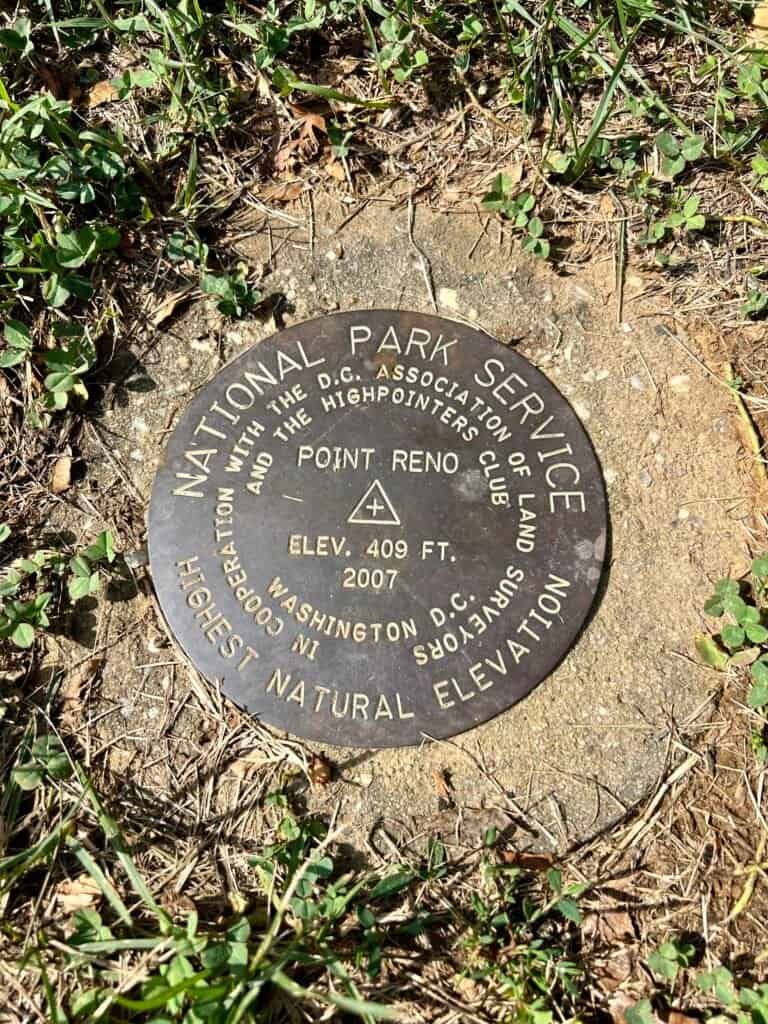 NATIONAL PARK SERVICE
IN COOPERATION WITH THE D.C. ASSOCIATION OF LAND SURVEYORS
AND THE HIGHPOINTERS CLUB
POINT RENO
ELEV. 409 FT.
2007
WASHINGTON D.C.
HIGHEST NATURAL ELEVATION